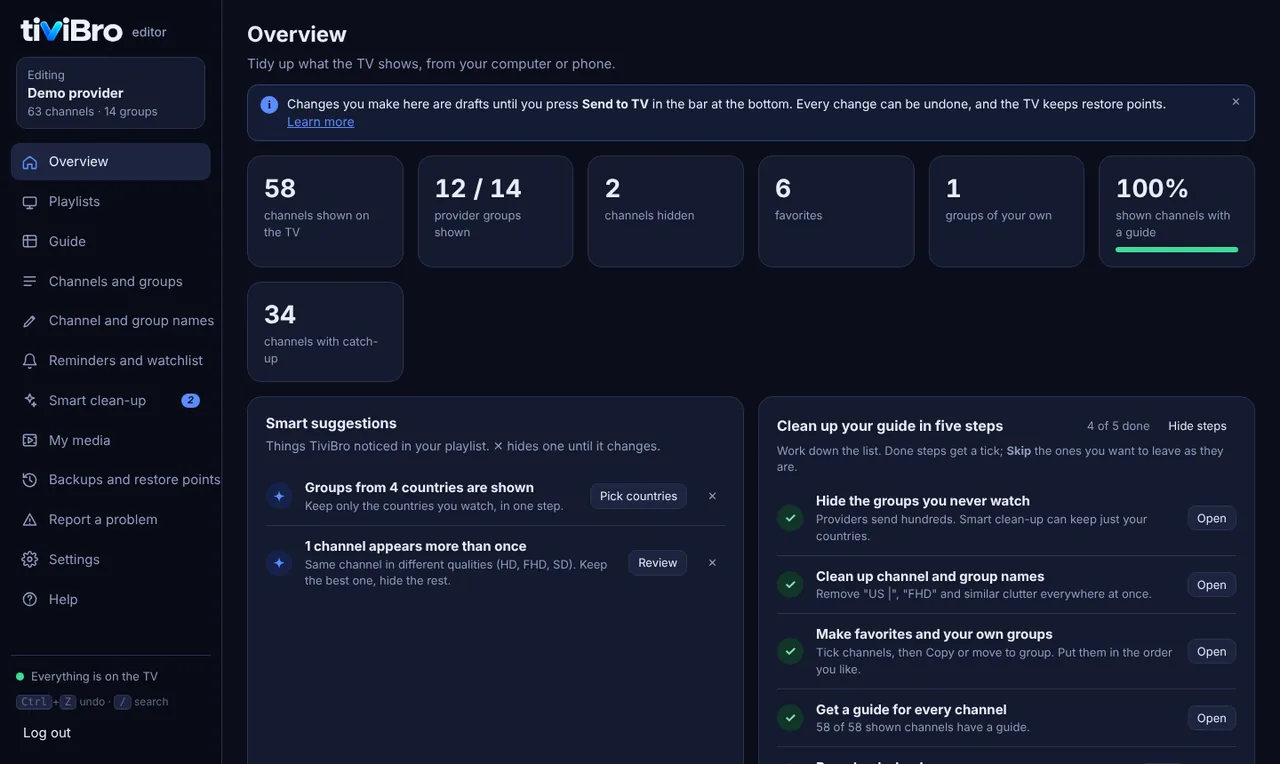 tiviBro editor
Editing
Demo provider
63 channels · 14 groups
Overview
Playlists
Guide
Channels and groups
Channel and group names
Reminders and watchlist
Smart clean-up 2
My media
Backups and restore points
Report a problem
Settings
Help
Everything is on the TV
Ctrl+Z undo · / search
Log out
Overview
Tidy up what the TV shows, from your computer or phone.
Changes you make here are drafts until you press Send to TV in the bar at the bottom. Every change can be undone, and the TV keeps restore points.
Learn more
58
channels shown on
the TV
12 / 14
provider groups
shown
2
channels hidden
6
favorites
1
groups of your own
100%
shown channels with
a guide
34
channels with catch-
up
Smart suggestions
Things TiviBro noticed in your playlist. ✕ hides one until it changes.
Groups from 4 countries are shown
Keep only the countries you watch, in one step.
Pick countries
1 channel appears more than once
Same channel in different qualities (HD, FHD, SD). Keep
the best one, hide the rest.
Review
Clean up your guide in five steps
4 of 5 done
Hide steps
Work down the list. Done steps get a tick; Skip the ones you want to leave as they
are.
Hide the groups you never watch
Providers send hundreds. Smart clean-up can keep just your
countries.
Open
Clean up channel and group names
Remove "US |", "FHD" and similar clutter everywhere at once.
Open
Make favorites and your own groups
Tick channels, then Copy or move to group. Put them in the order
you like.
Open
Get a guide for every channel
58 of 58 shown channels have a guide.
Open